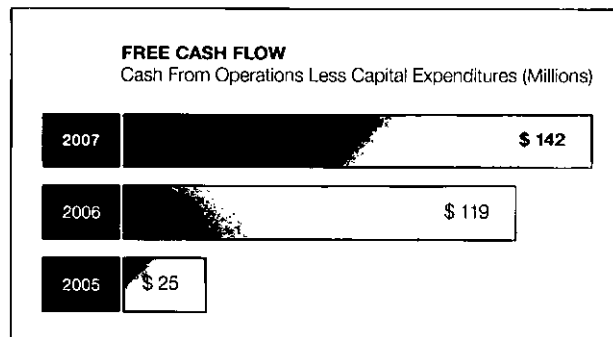 FREE CASH FLOW
Cash From Operations Less Capital Expenditures (Millions)
2007 $ 142
2006 $ 119
2005 $ 25